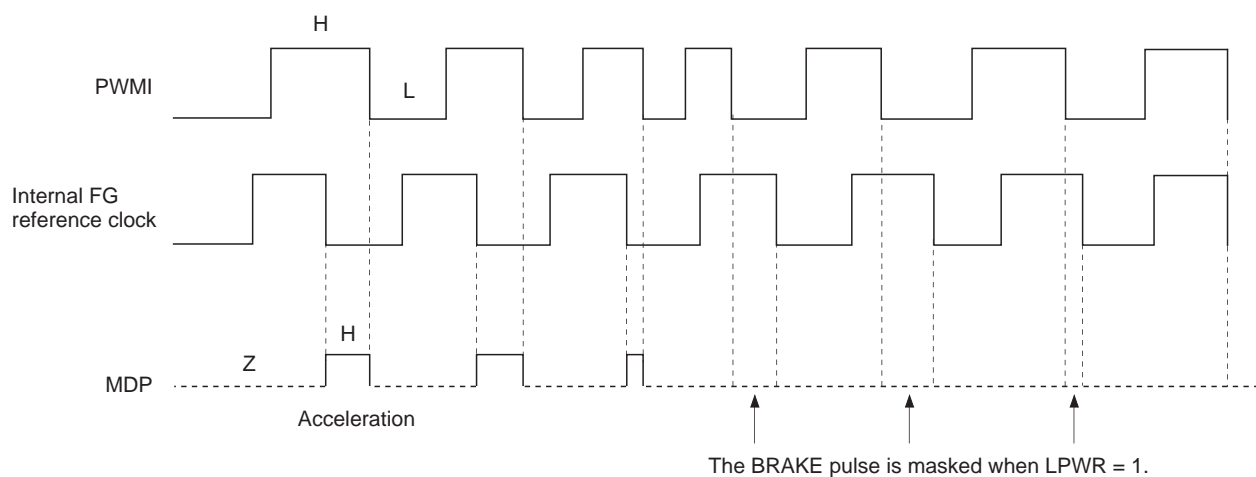 H
PWMI
L
Internal FG
reference clock
H
Z
MDP
Acceleration
The BRAKE pulse is masked when LPWR = 1.